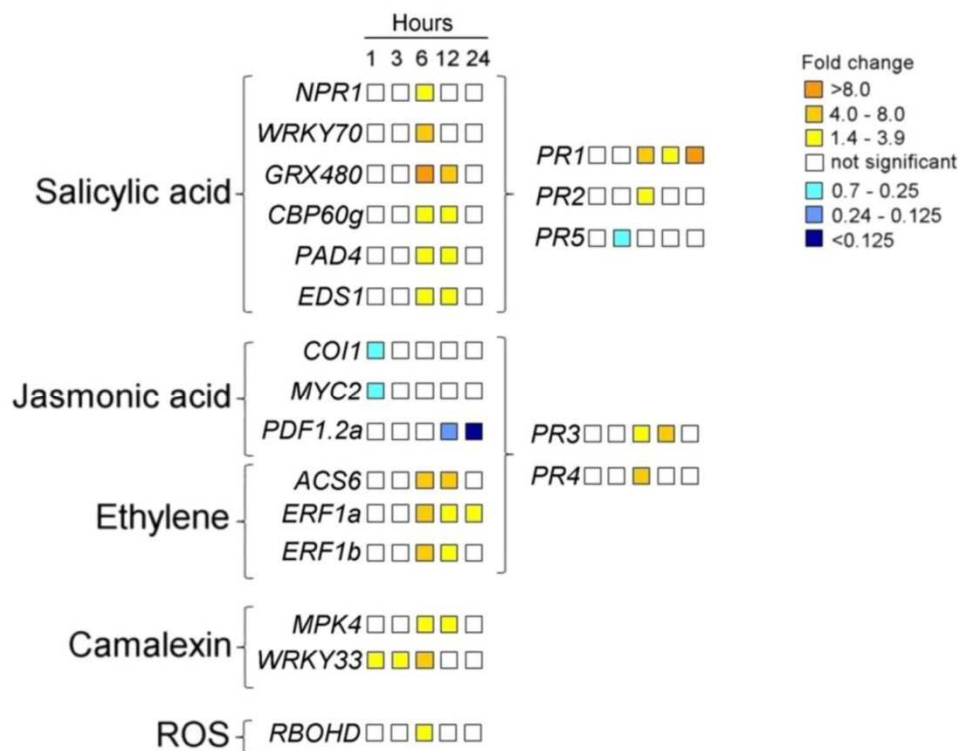 Hours
1 3 6 12 24
Salicylic acid
NPR1
WRKY70
GRX480
CBP60g
PAD4
EDS1
PR1
PR2
PR5
Jasmonic acid
COI1
MYC2
PDF1.2a
Ethylene
ACS6
ERF1a
ERF1b
PR3
PR4
Camalexin
MPK4
WRKY33
ROS
RBOHD
Fold change
>8.0
4.0 - 8.0
1.4 - 3.9
not significant
0.7 - 0.25
0.24 - 0.125
<0.125